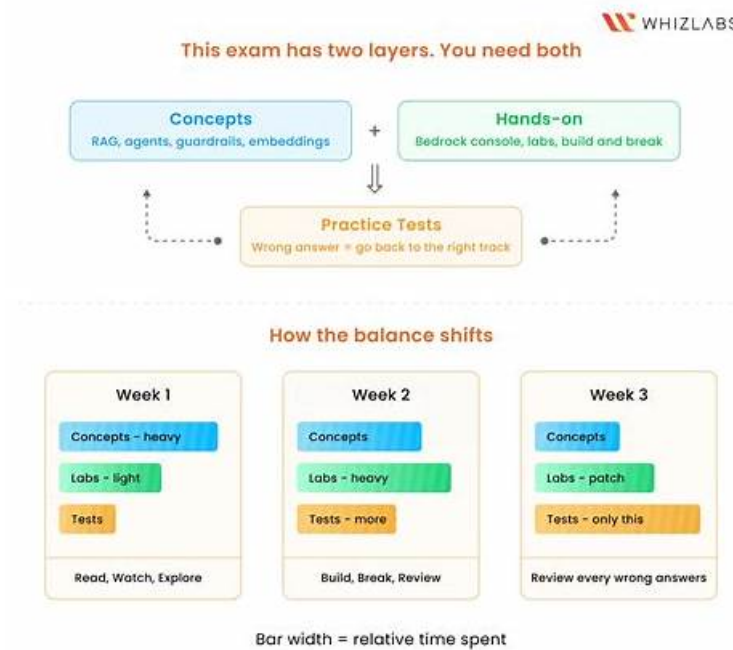 WHIZLABS
This exam has two layers. You need both
Concepts
RAG, agents, guardrails, embeddings
+
Hands-on
Bedrock console, labs, build and break
Practice Tests
Wrong answer = go back to the right track
How the balance shifts
Week 1
Concepts - heavy
Labs - light
Tests
Read, Watch, Explore
Week 2
Concepts
Labs - heavy
Tests - more
Build, Break, Review
Week 3
Concepts
Labs - patch
Tests - only this
Review every wrong answers
Bar width = relative time spent